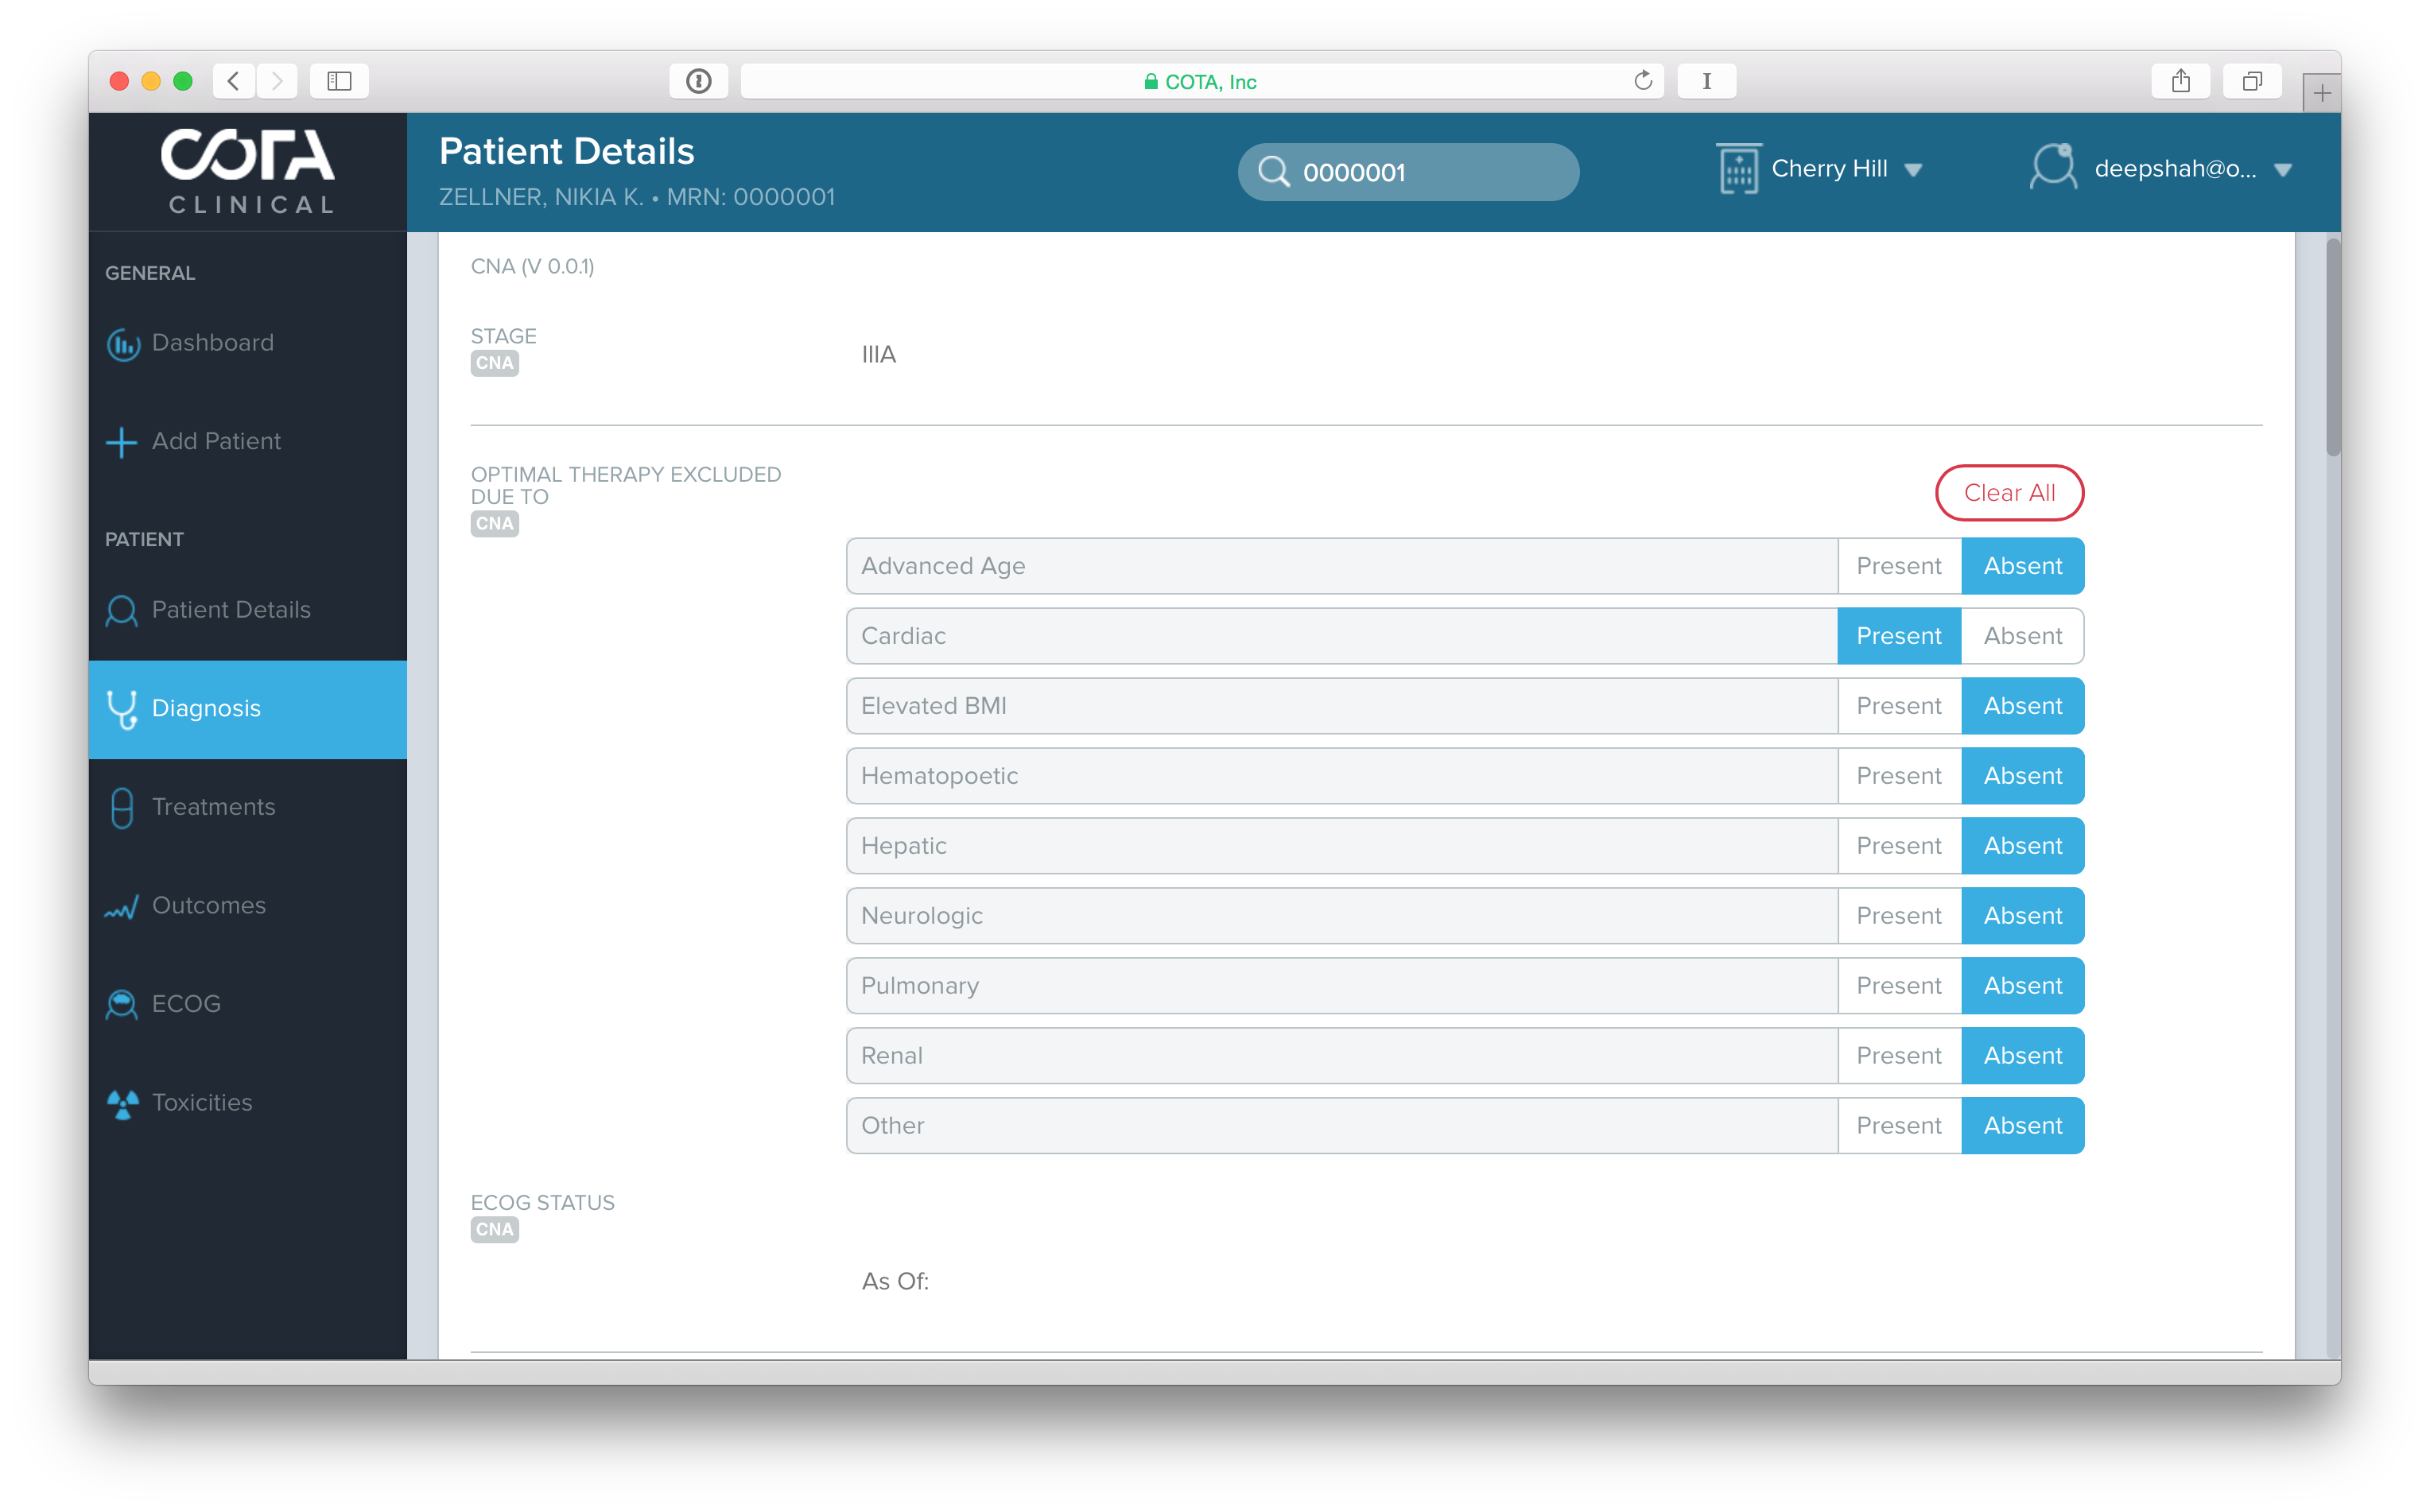 COTA, Inc
COTA
CLINICAL
Patient Details
ZELLNER, NIKIA K. • MRN: 0000001
0000001
Cherry Hill
deepshah@o...
GENERAL
Dashboard
Add Patient
PATIENT
Patient Details
Diagnosis
Treatments
Outcomes
ECOG
Toxicities
CNA (V 0.0.1)
STAGE
CNA
IIIA
OPTIMAL THERAPY EXCLUDED
DUE TO
CNA
Clear All
Advanced Age Present Absent
Cardiac Present Absent
Elevated BMI Present Absent
Hematopoetic Present Absent
Hepatic Present Absent
Neurologic Present Absent
Pulmonary Present Absent
Renal Present Absent
Other Present Absent
ECOG STATUS
CNA
As Of: